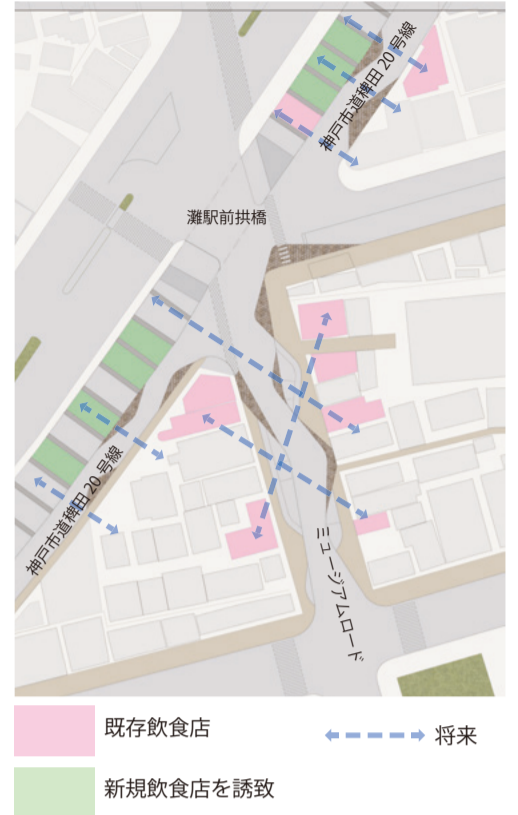 神戸市道稗田20号線
灘駅前拱橋
神戸市道稗田20号線
ミュージアムロード
既存飲食店
将来
新規飲食店を誘致